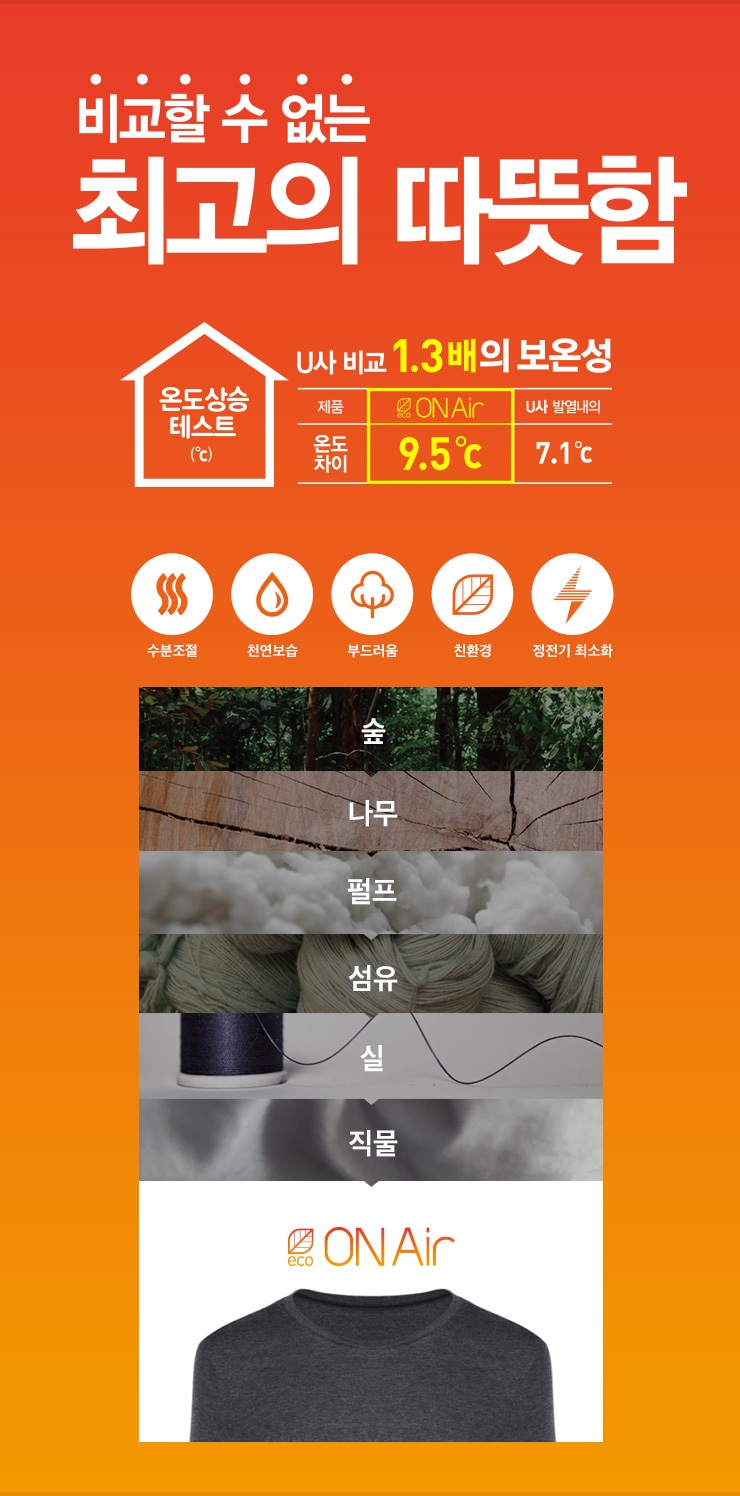 비교할 수 없는
최고의 따뜻함
온도상승
테스트
(℃)
U사 비교 1.3배의 보온성
제품 eco ON Air U사 발열내의
온도
차이 9.5℃ 7.1℃
수분조절 천연보습 부드러움 친환경 정전기 최소화
숲
나무
펄프
섬유
실
직물
eco ON Air